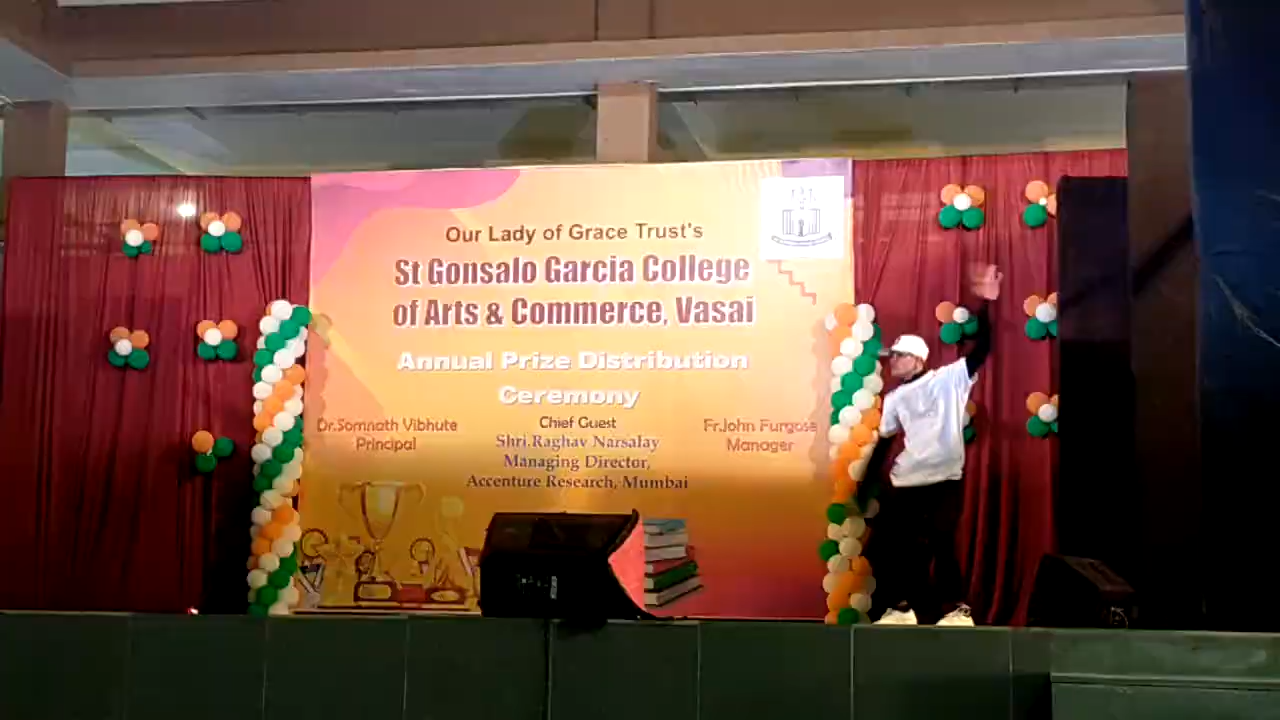 Our Lady of Grace Trust's
St Gonsalo Garcia College
of Arts & Commerce, Vasai
Annual Prize Distribution
Ceremony
Dr.Somnath Vibhute
Principal
Chief Guest
Shri.Raghav Narsalay
Managing Director,
Accenture Research, Mumbai
Fr.John Furgose
Manager